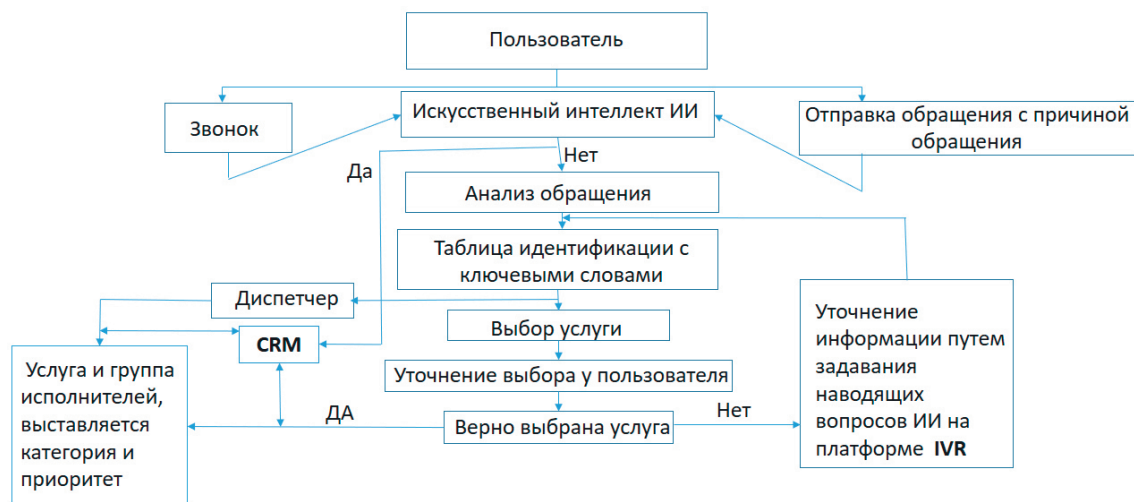 Пользователь
Звонок
Искусственный интеллект ИИ
Отправка обращения с причиной
обращения
Да
Нет
Анализ обращения
Таблица идентификации с
ключевыми словами
Диспетчер
CRM
Выбор услуги
Уточнение выбора у пользователя
Услуга и группа
исполнителей,
выставляется
категория и
приоритет
ДА
Верно выбрана услуга
Нет
Уточнение
информации путем
задавания
наводящих
вопросов ИИ на
платформе IVR